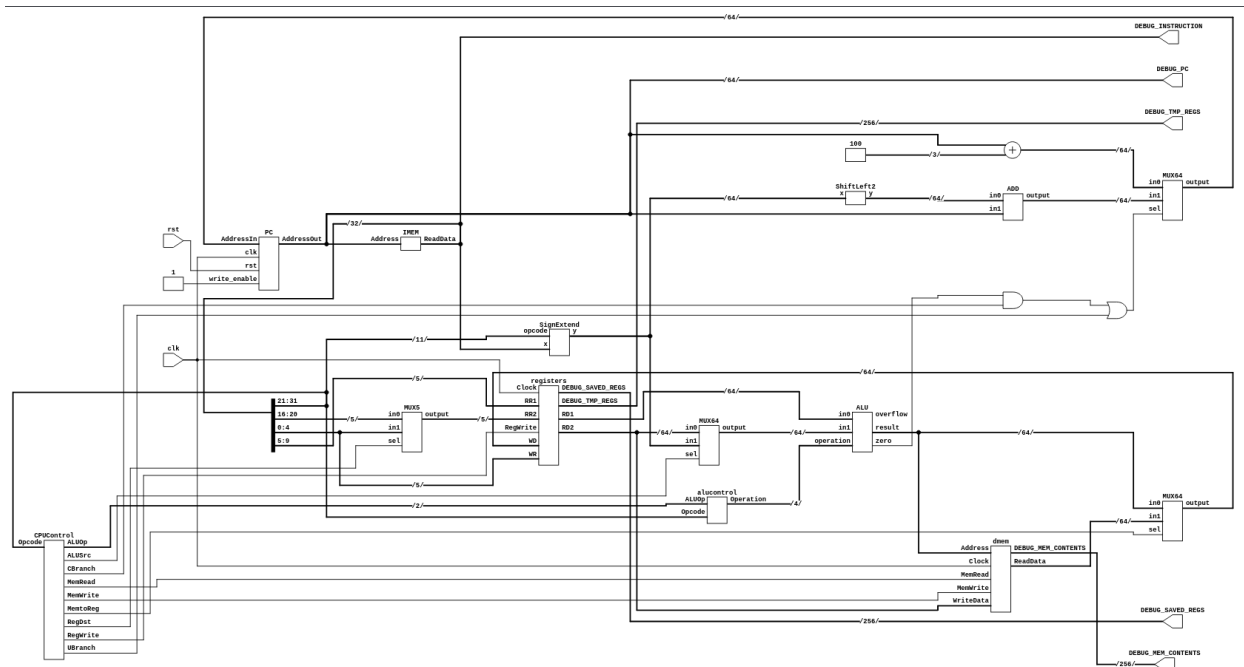 /64/
DEBUG_INSTRUCTION
DEBUG_PC
/64/
DEBUG_TMP_REGS
/256/
100
/3/
+
/64/
MUX64
in0
output
in1
sel
ShiftLeft2
x
y
/64/
/64/
ADD
in0
output
in1
/64/
/32/
rst
PC
AddressIn
AddressOut
clk
rst
write_enable
1
IMEM
Address
ReadData
SignExtend
opcode
y
x
/11/
clk
registers
Clock
DEBUG_SAVED_REGS
DEBUG_TMP_REGS
RR1
RD1
RR2
RD2
RegWrite
WD
WR
/5/
/64/
/64/
21:31
16:20
0:4
5:9
/5/
MUX5
in0
output
in1
sel
/5/
/5/
/64/
MUX64
in0
output
in1
sel
/64/
ALU
in0
overflow
in1
result
operation
zero
/64/
alucontrol
ALUOp
Operation
Opcode
/4/
/2/
MUX64
in0
output
in1
sel
/64/
CPUControl
Opcode
ALUOp
ALUSrc
CBranch
MemRead
MemWrite
MemtoReg
RegDst
RegWrite
UBranch
dmem
Address
DEBUG_MEM_CONTENTS
Clock
ReadData
MemRead
MemWrite
WriteData
DEBUG_SAVED_REGS
/256/
DEBUG_MEM_CONTENTS
/256/